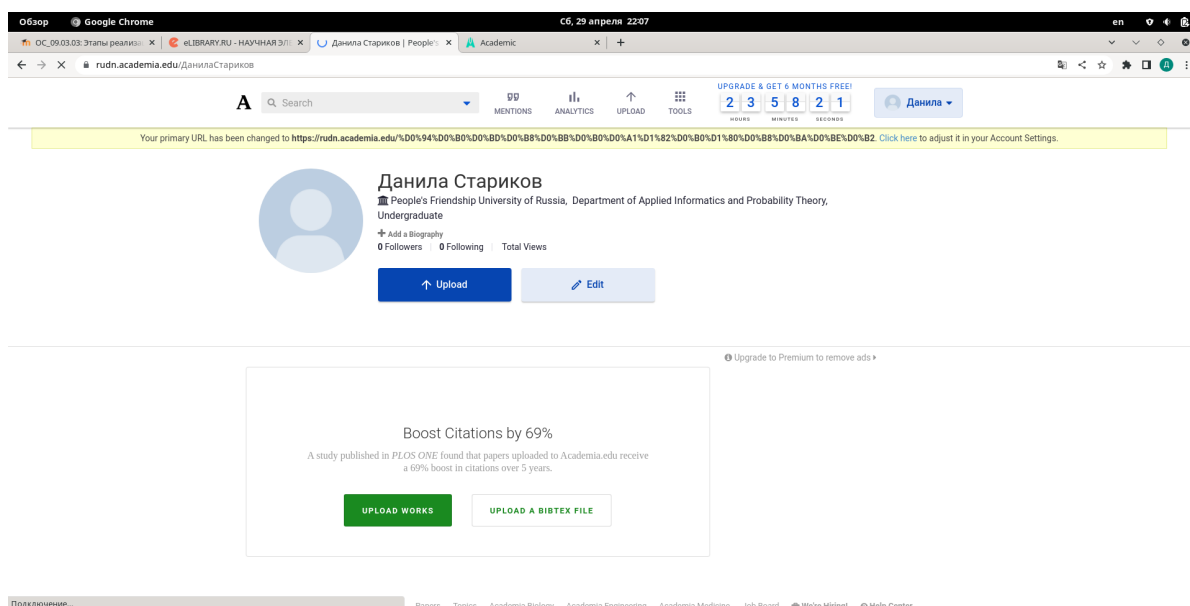 Обзор Google Chrome Сб, 29 апреля 22:07 en
ОС_09.03.03: Этапы реализа eLIBRARY.RU - НАУЧНАЯ ЭЛ Данила Стариков | People's Academic
rudn.academia.edu/ДанилаСтариков
UPGRADE & GET 6 MONTHS FREE!
A Search MENTIONS ANALYTICS UPLOAD TOOLS 2 3 5 8 2 1 Данила
HOURS MINUTES SECONDS
Your primary URL has been changed to https://rudn.academia.edu/%D0%94%D0%B0%D0%BD%D0%B8%D0%BB%D0%B0%D0%A1%D1%82%D0%B0%D1%80%D0%B8%D0%BA%D0%BE%D0%B2. Click here to adjust it in your Account Settings.
Данила Стариков
People's Friendship University of Russia, Department of Applied Informatics and Probability Theory,
Undergraduate
Add a Biography
0 Followers | 0 Following | Total Views
Upload Edit
Upgrade to Premium to remove ads
Boost Citations by 69%
A study published in PLOS ONE found that papers uploaded to Academia.edu receive
a 69% boost in citations over 5 years.
UPLOAD WORKS UPLOAD A BIBTEX FILE
Подключение... Papers Topics Academia Biology Academia Engineering Academia Medicine Job Board We're Hiring! Help Center